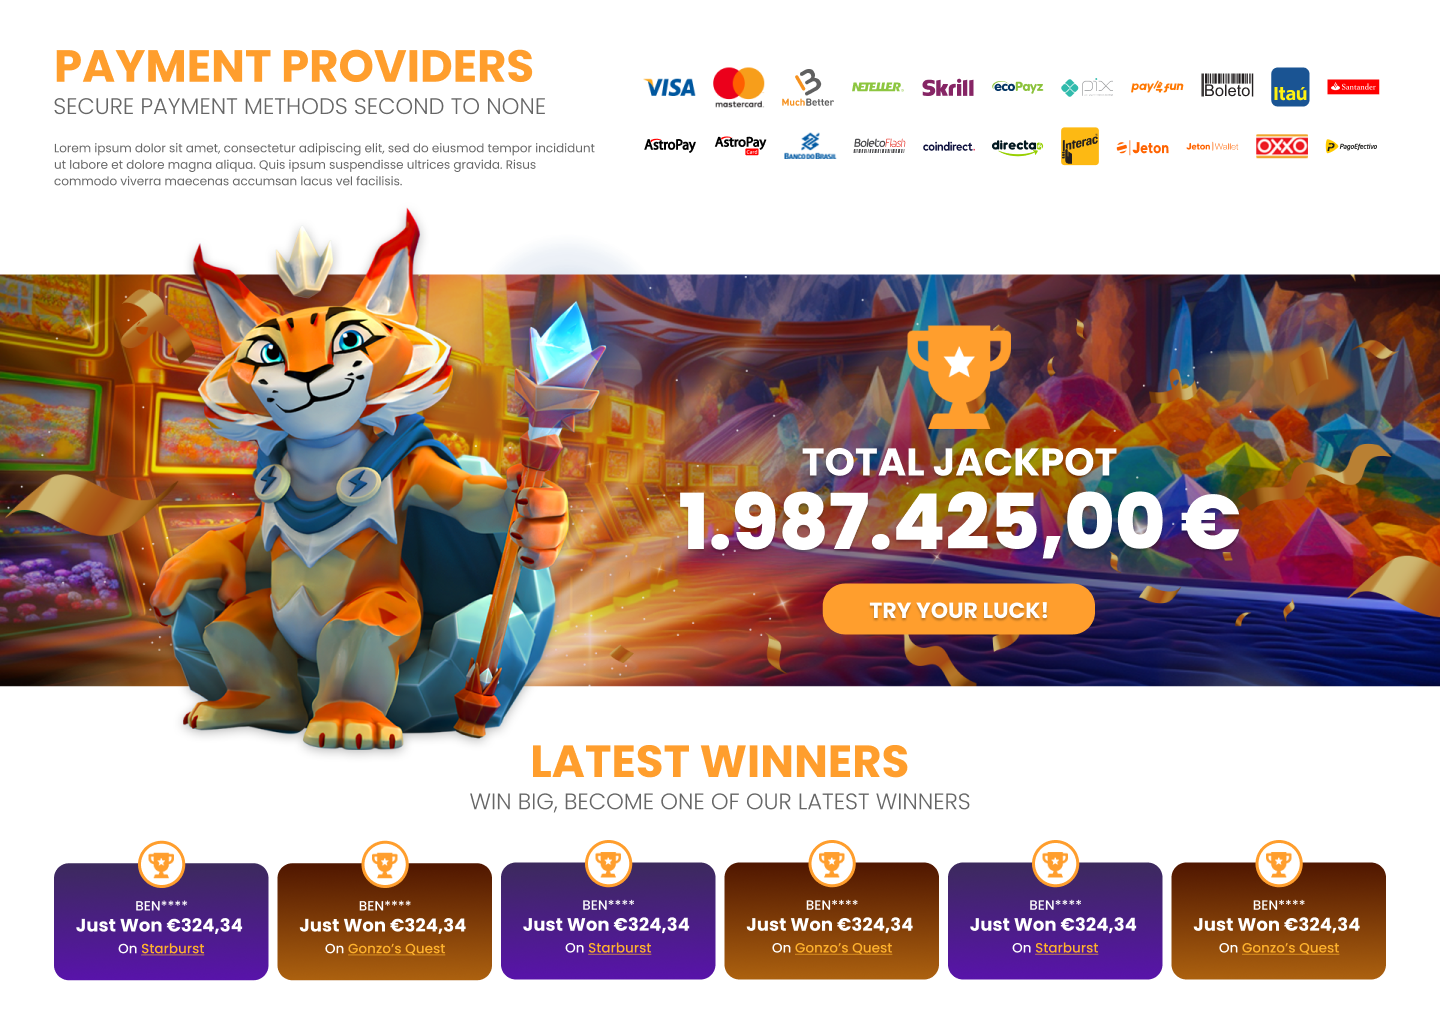 PAYMENT PROVIDERS
SECURE PAYMENT METHODS SECOND TO NONE
Lorem ipsum dolor sit amet, consectetur adipiscing elit, sed do eiusmod tempor incididunt
ut labore et dolore magna aliqua. Quis ipsum suspendisse ultrices gravida. Risus
commodo viverra maecenas accumsan lacus vel facilisis.
VISA
mastercard.
MuchBetter
NETELLER
Skrill
ecoPayz
pix
pay4fun
Boleto
Itaú
Santander
AstroPay
AstroPay
Card
BANCO DO BRASIL
BoletoFlash
coindirect.
directa24
Interac
Jeton
Jeton Wallet
OXXO
PagoEfectivo
TOTAL JACKPOT
1.987.425,00 €
TRY YOUR LUCK!
LATEST WINNERS
WIN BIG, BECOME ONE OF OUR LATEST WINNERS
BEN****
Just Won €324,34
On Starburst
BEN****
Just Won €324,34
On Gonzo's Quest
BEN****
Just Won €324,34
On Starburst
BEN****
Just Won €324,34
On Gonzo's Quest
BEN****
Just Won €324,34
On Starburst
BEN****
Just Won €324,34
On Gonzo's Quest